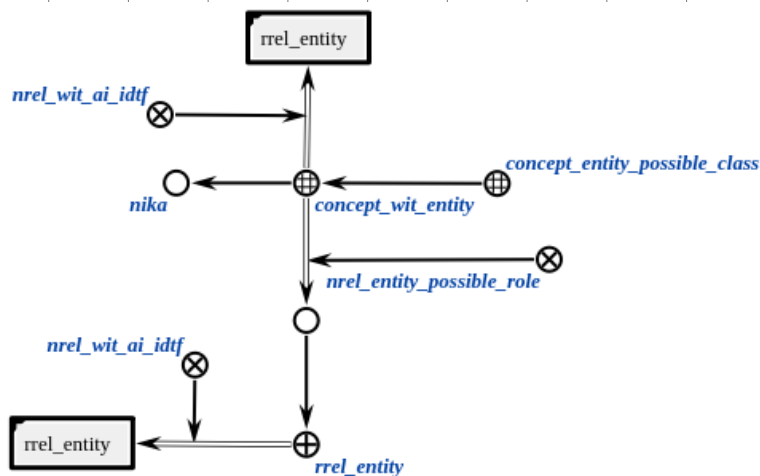 rrel_entity
nrel_wit_ai_idtf
concept_entity_possible_class
nika
concept_wit_entity
nrel_entity_possible_role
nrel_wit_ai_idtf
rrel_entity
rrel_entity